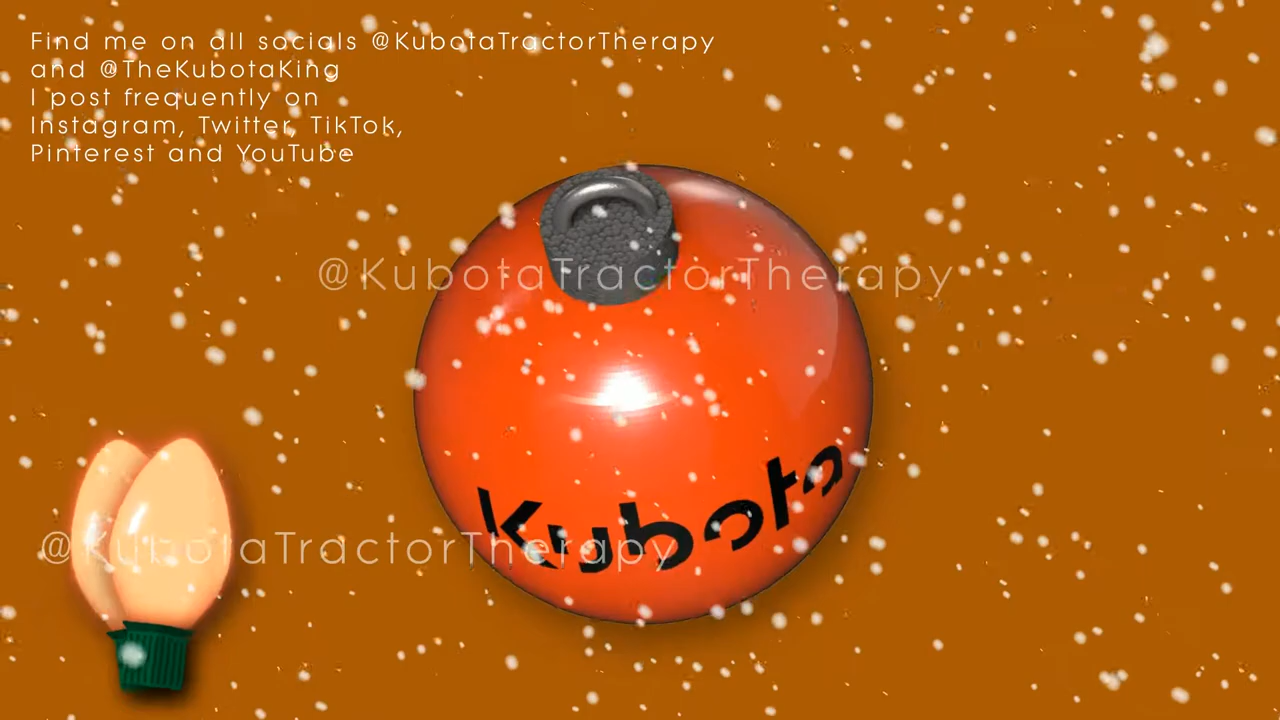 Find me on all socials @KubotaTractorTherapy
and @TheKubotaKing
I post frequently on
Instagram, Twitter, TikTok,
Pinterest and YouTube
@KubotaTractorTherapy
Kubota
@KubotaTractorTherapy